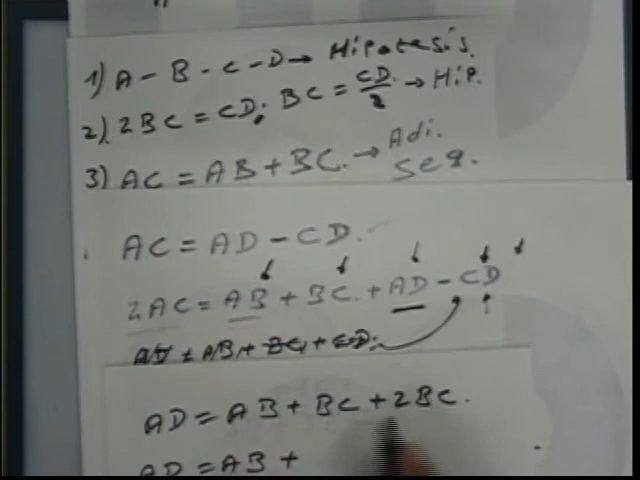 1) A - B - C - D → Hipotesis.
2). 2BC = CD; BC = CD/2 → Hip.
3) AC = AB + BC. → Adi. Seg.
AC = AD - CD.
2AC = AB + BC + AD - CD
AD = AB + BC + CD.
AD = AB + BC + 2BC.
AD = AB +